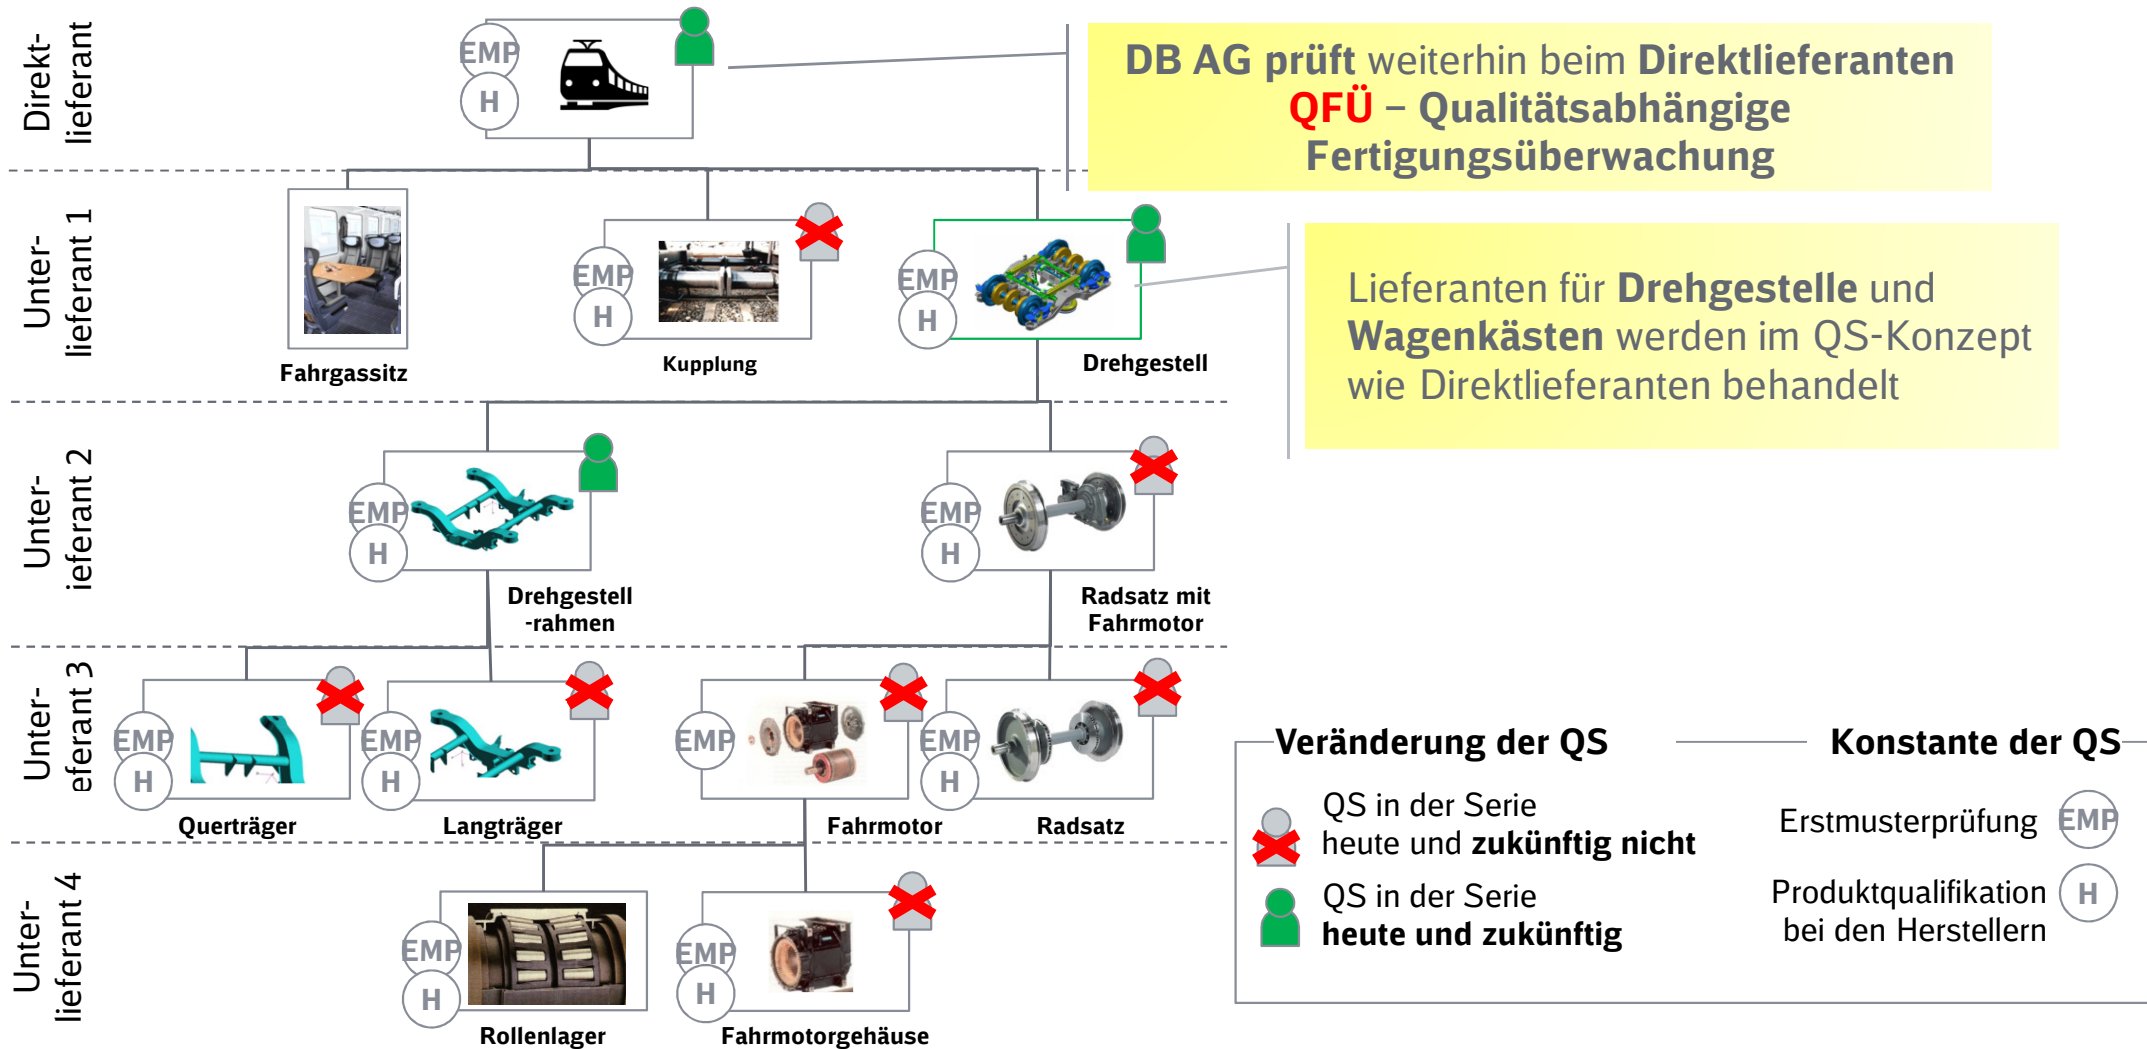 Direkt-
lieferant
EMP
H
DB AG prüft weiterhin beim Direktlieferanten
QFÜ – Qualitätsabhängige
Fertigungsüberwachung
Unter-
lieferant 1
Fahrgassitz
EMP
H
Kupplung
EMP
H
Drehgestell
Lieferanten für Drehgestelle und
Wagenkästen werden im QS-Konzept
wie Direktlieferanten behandelt
Unter-
ieferant 2
EMP
H
Drehgestell
-rahmen
EMP
H
Radsatz mit
Fahrmotor
Unter-
eferant 3
EMP
H
Querträger
EMP
H
Langträger
EMP
Fahrmotor
EMP
H
Radsatz
Unter-
lieferant 4
EMP
H
Rollenlager
EMP
H
Fahrmotorgehäuse
Veränderung der QS
QS in der Serie
heute und zukünftig nicht
QS in der Serie
heute und zukünftig
Konstante der QS
Erstmusterprüfung
EMP
Produktqualifikation
bei den Herstellern
H